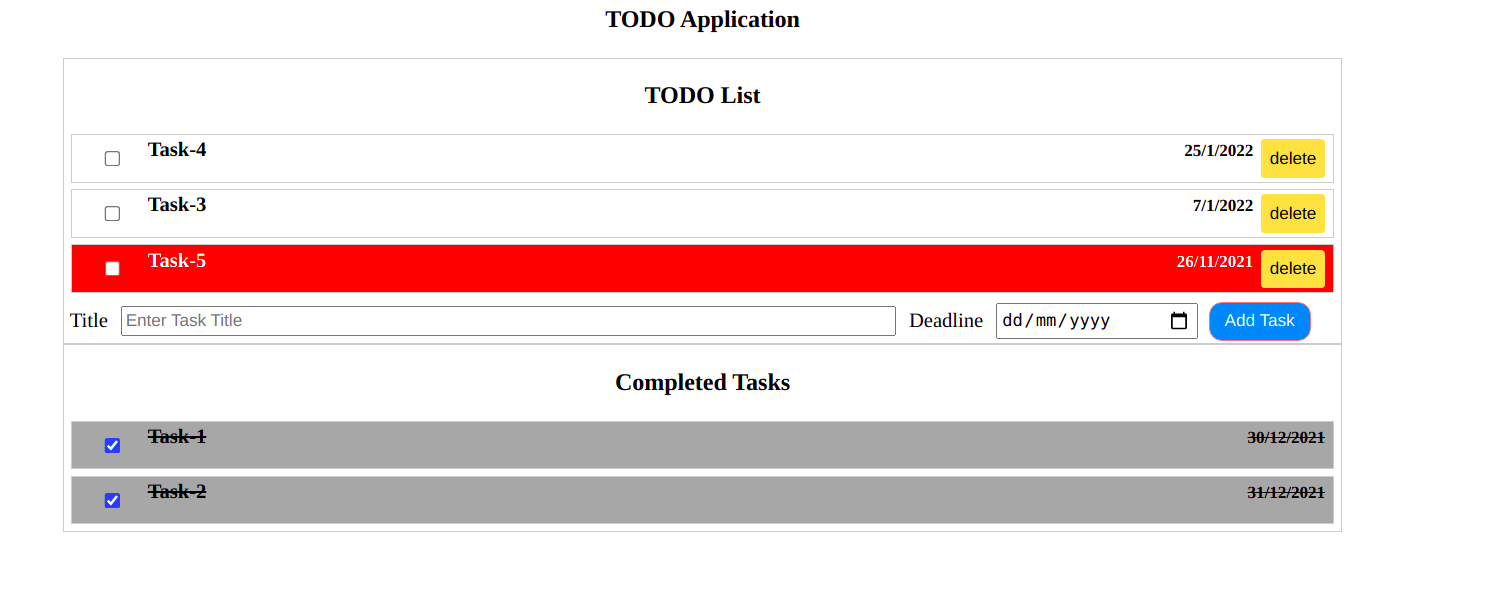 TODO Application
TODO List
Task-4 25/1/2022 delete
Task-3 7/1/2022 delete
Task-5 26/11/2021 delete
Title Enter Task Title Deadline dd/mm/yyyy Add Task
Completed Tasks
Task-1 30/12/2021
Task-2 31/12/2021